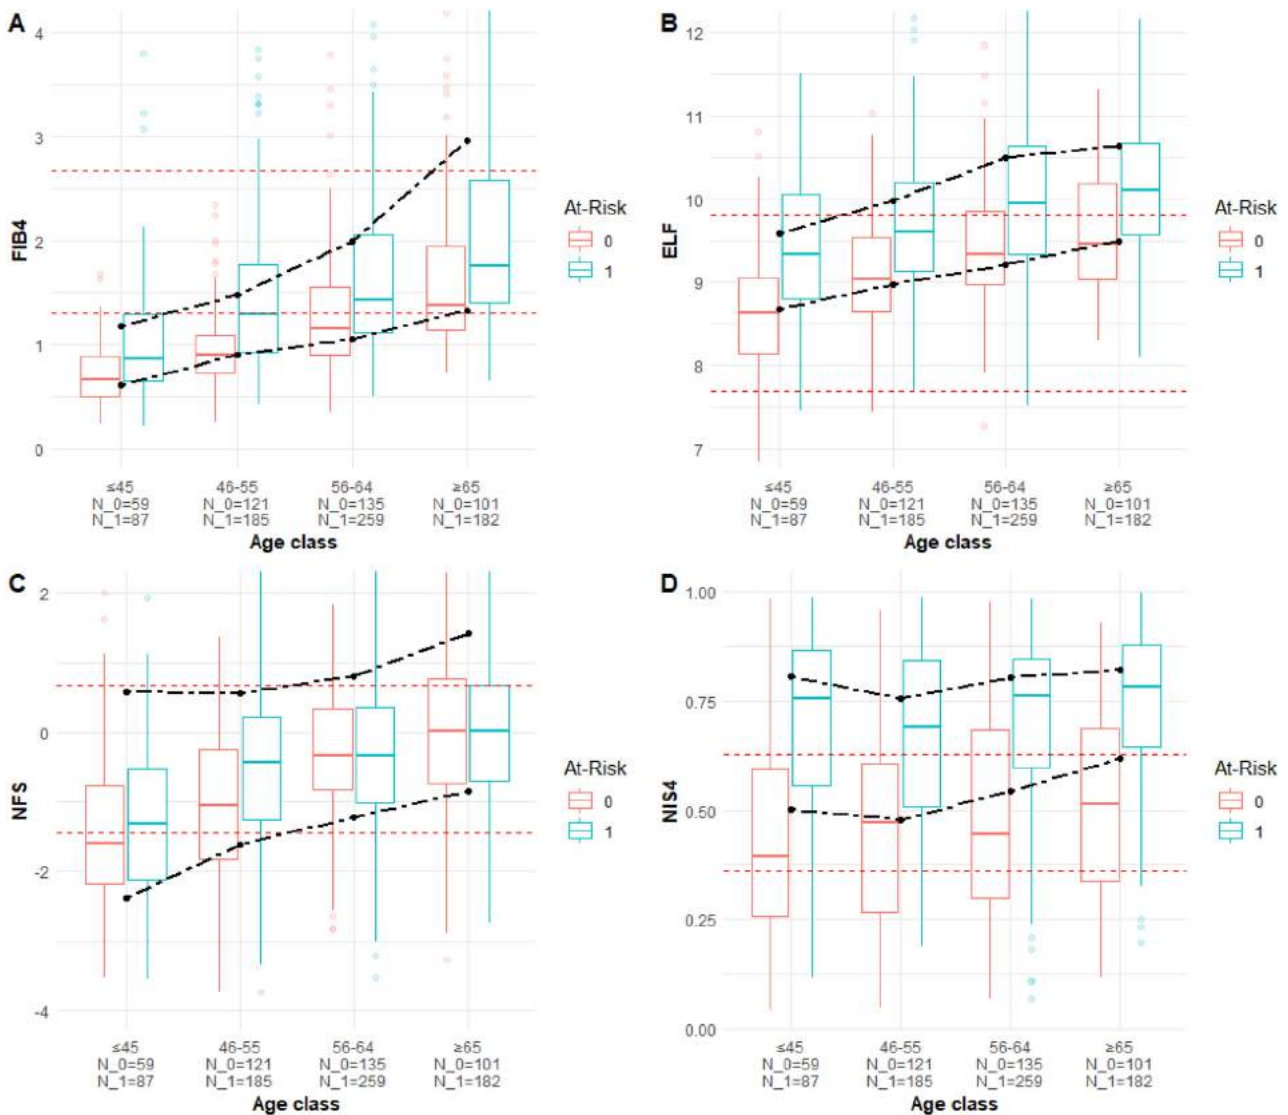 A
FIB4
4
3
2
1
0
≤45 46-55 56-64 ≥65
N_0=59 N_0=121 N_0=135 N_0=101
N_1=87 N_1=185 N_1=259 N_1=182
Age class
At-Risk
0
1
B
ELF
12
11
10
9
8
7
≤45 46-55 56-64 ≥65
N_0=59 N_0=121 N_0=135 N_0=101
N_1=87 N_1=185 N_1=259 N_1=182
Age class
At-Risk
0
1
C
NFS
2
0
-2
-4
≤45 46-55 56-64 ≥65
N_0=59 N_0=121 N_0=135 N_0=101
N_1=87 N_1=185 N_1=259 N_1=182
Age class
At-Risk
0
1
D
NIS4
1.00
0.75
0.50
0.25
0.00
≤45 46-55 56-64 ≥65
N_0=59 N_0=121 N_0=135 N_0=101
N_1=87 N_1=185 N_1=259 N_1=182
Age class
At-Risk
0
1